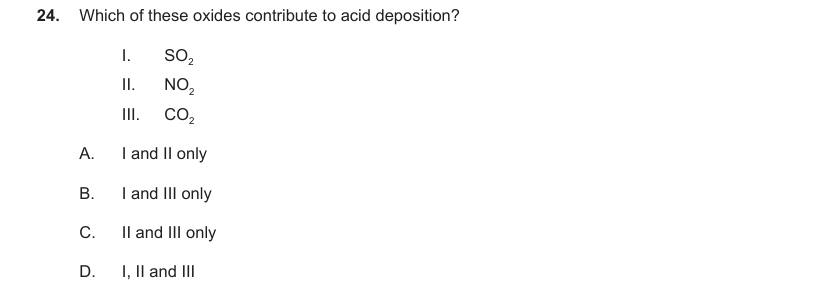 24. Which of these oxides contribute to acid deposition?
I. SO₂
II. NO₂
III. CO₂
A. I and II only
B. I and III only
C. II and III only
D. I, II and III